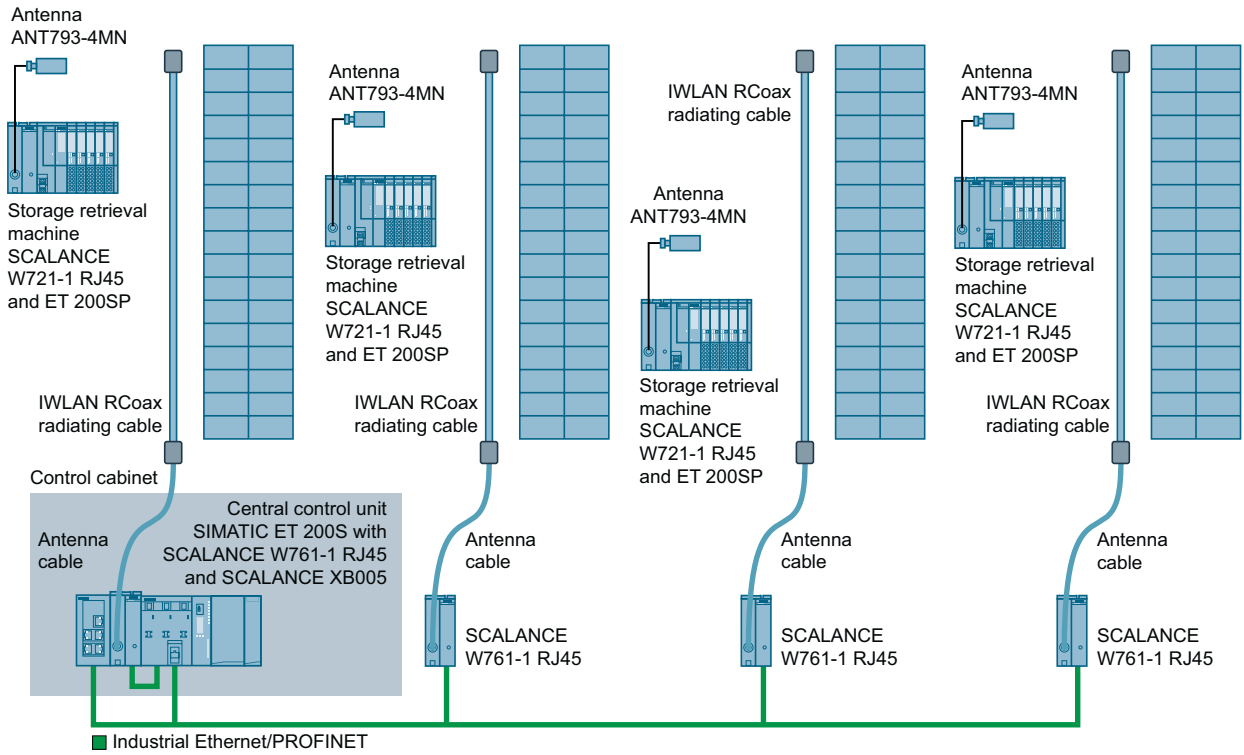 Antenna
ANT793-4MN
Storage retrieval
machine
SCALANCE
W721-1 RJ45
and ET 200SP
IWLAN RCoax
radiating cable
Antenna
ANT793-4MN
Storage retrieval
machine
SCALANCE
W721-1 RJ45
and ET 200SP
IWLAN RCoax
radiating cable
IWLAN RCoax
radiating cable
Antenna
ANT793-4MN
Storage retrieval
machine
SCALANCE
W721-1 RJ45
and ET 200SP
Antenna
ANT793-4MN
Storage retrieval
machine
SCALANCE
W721-1 RJ45
and ET 200SP
IWLAN RCoax
radiating cable
Control cabinet
Central control unit
SIMATIC ET 200S with
SCALANCE W761-1 RJ45
and SCALANCE XB005
Antenna
cable
Antenna
cable
SCALANCE
W761-1 RJ45
Antenna
cable
SCALANCE
W761-1 RJ45
Antenna
cable
SCALANCE
W761-1 RJ45
Industrial Ethernet/PROFINET